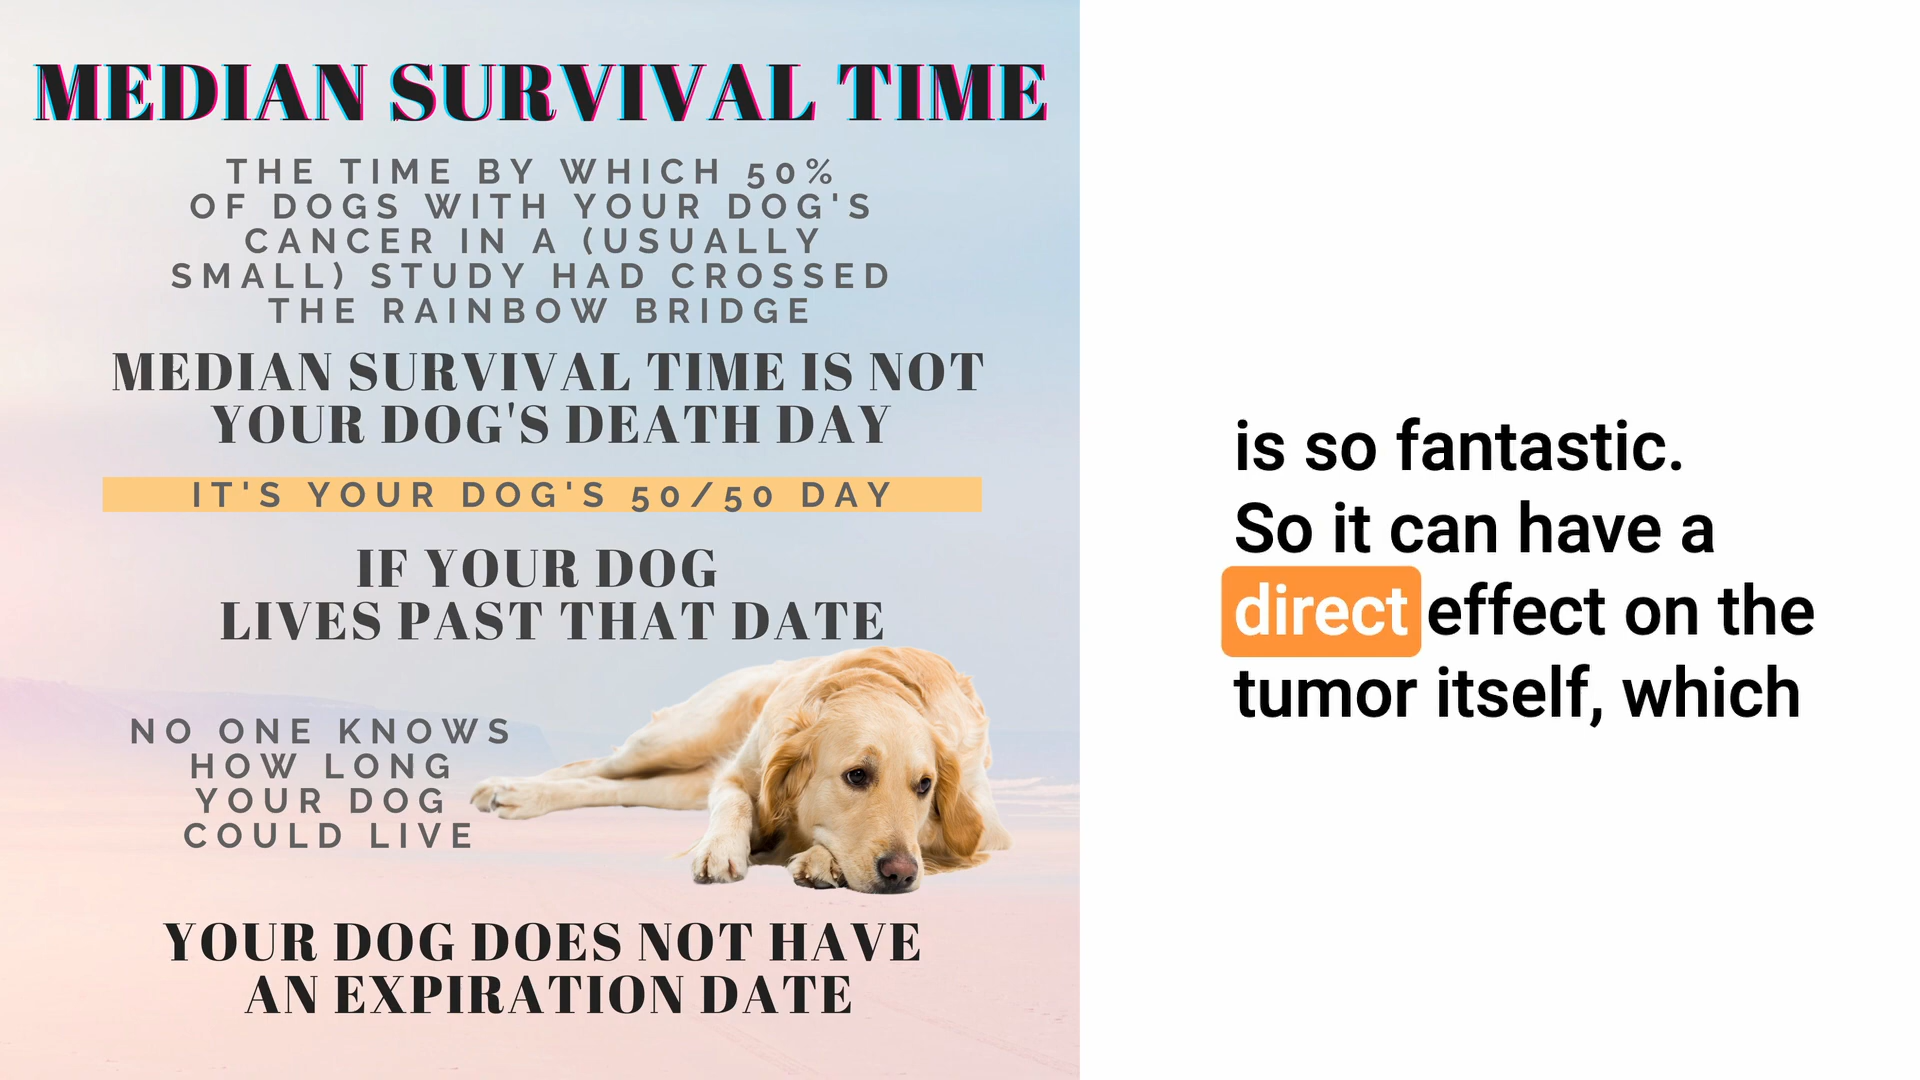 MEDIAN SURVIVAL TIME
THE TIME BY WHICH 50%
OF DOGS WITH YOUR DOG'S
CANCER IN A (USUALLY
SMALL) STUDY HAD CROSSED
THE RAINBOW BRIDGE
MEDIAN SURVIVAL TIME IS NOT
YOUR DOG'S DEATH DAY
IT'S YOUR DOG'S 50/50 DAY
IF YOUR DOG
LIVES PAST THAT DATE
NO ONE KNOWS
HOW LONG
YOUR DOG
COULD LIVE
YOUR DOG DOES NOT HAVE
AN EXPIRATION DATE
is so fantastic.
So it can have a
direct effect on the
tumor itself, which